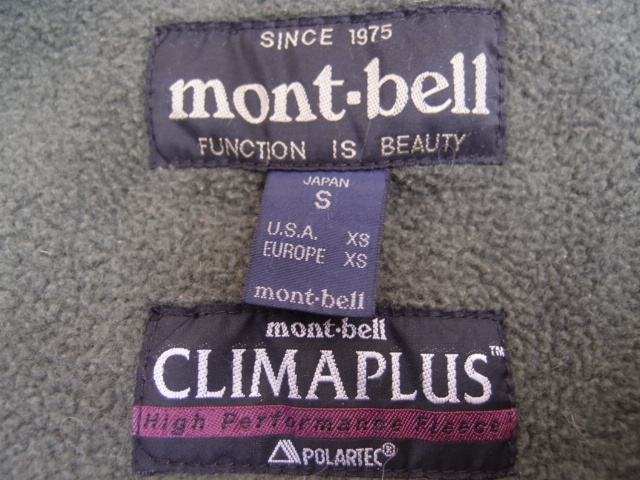 SINCE 1975
mont-bell
FUNCTION IS BEAUTY
JAPAN
S
U.S.A. XS
EUROPE XS
mont-bell
mont-bell
CLIMAPLUS™
High Performance Fleece
POLARTEC®